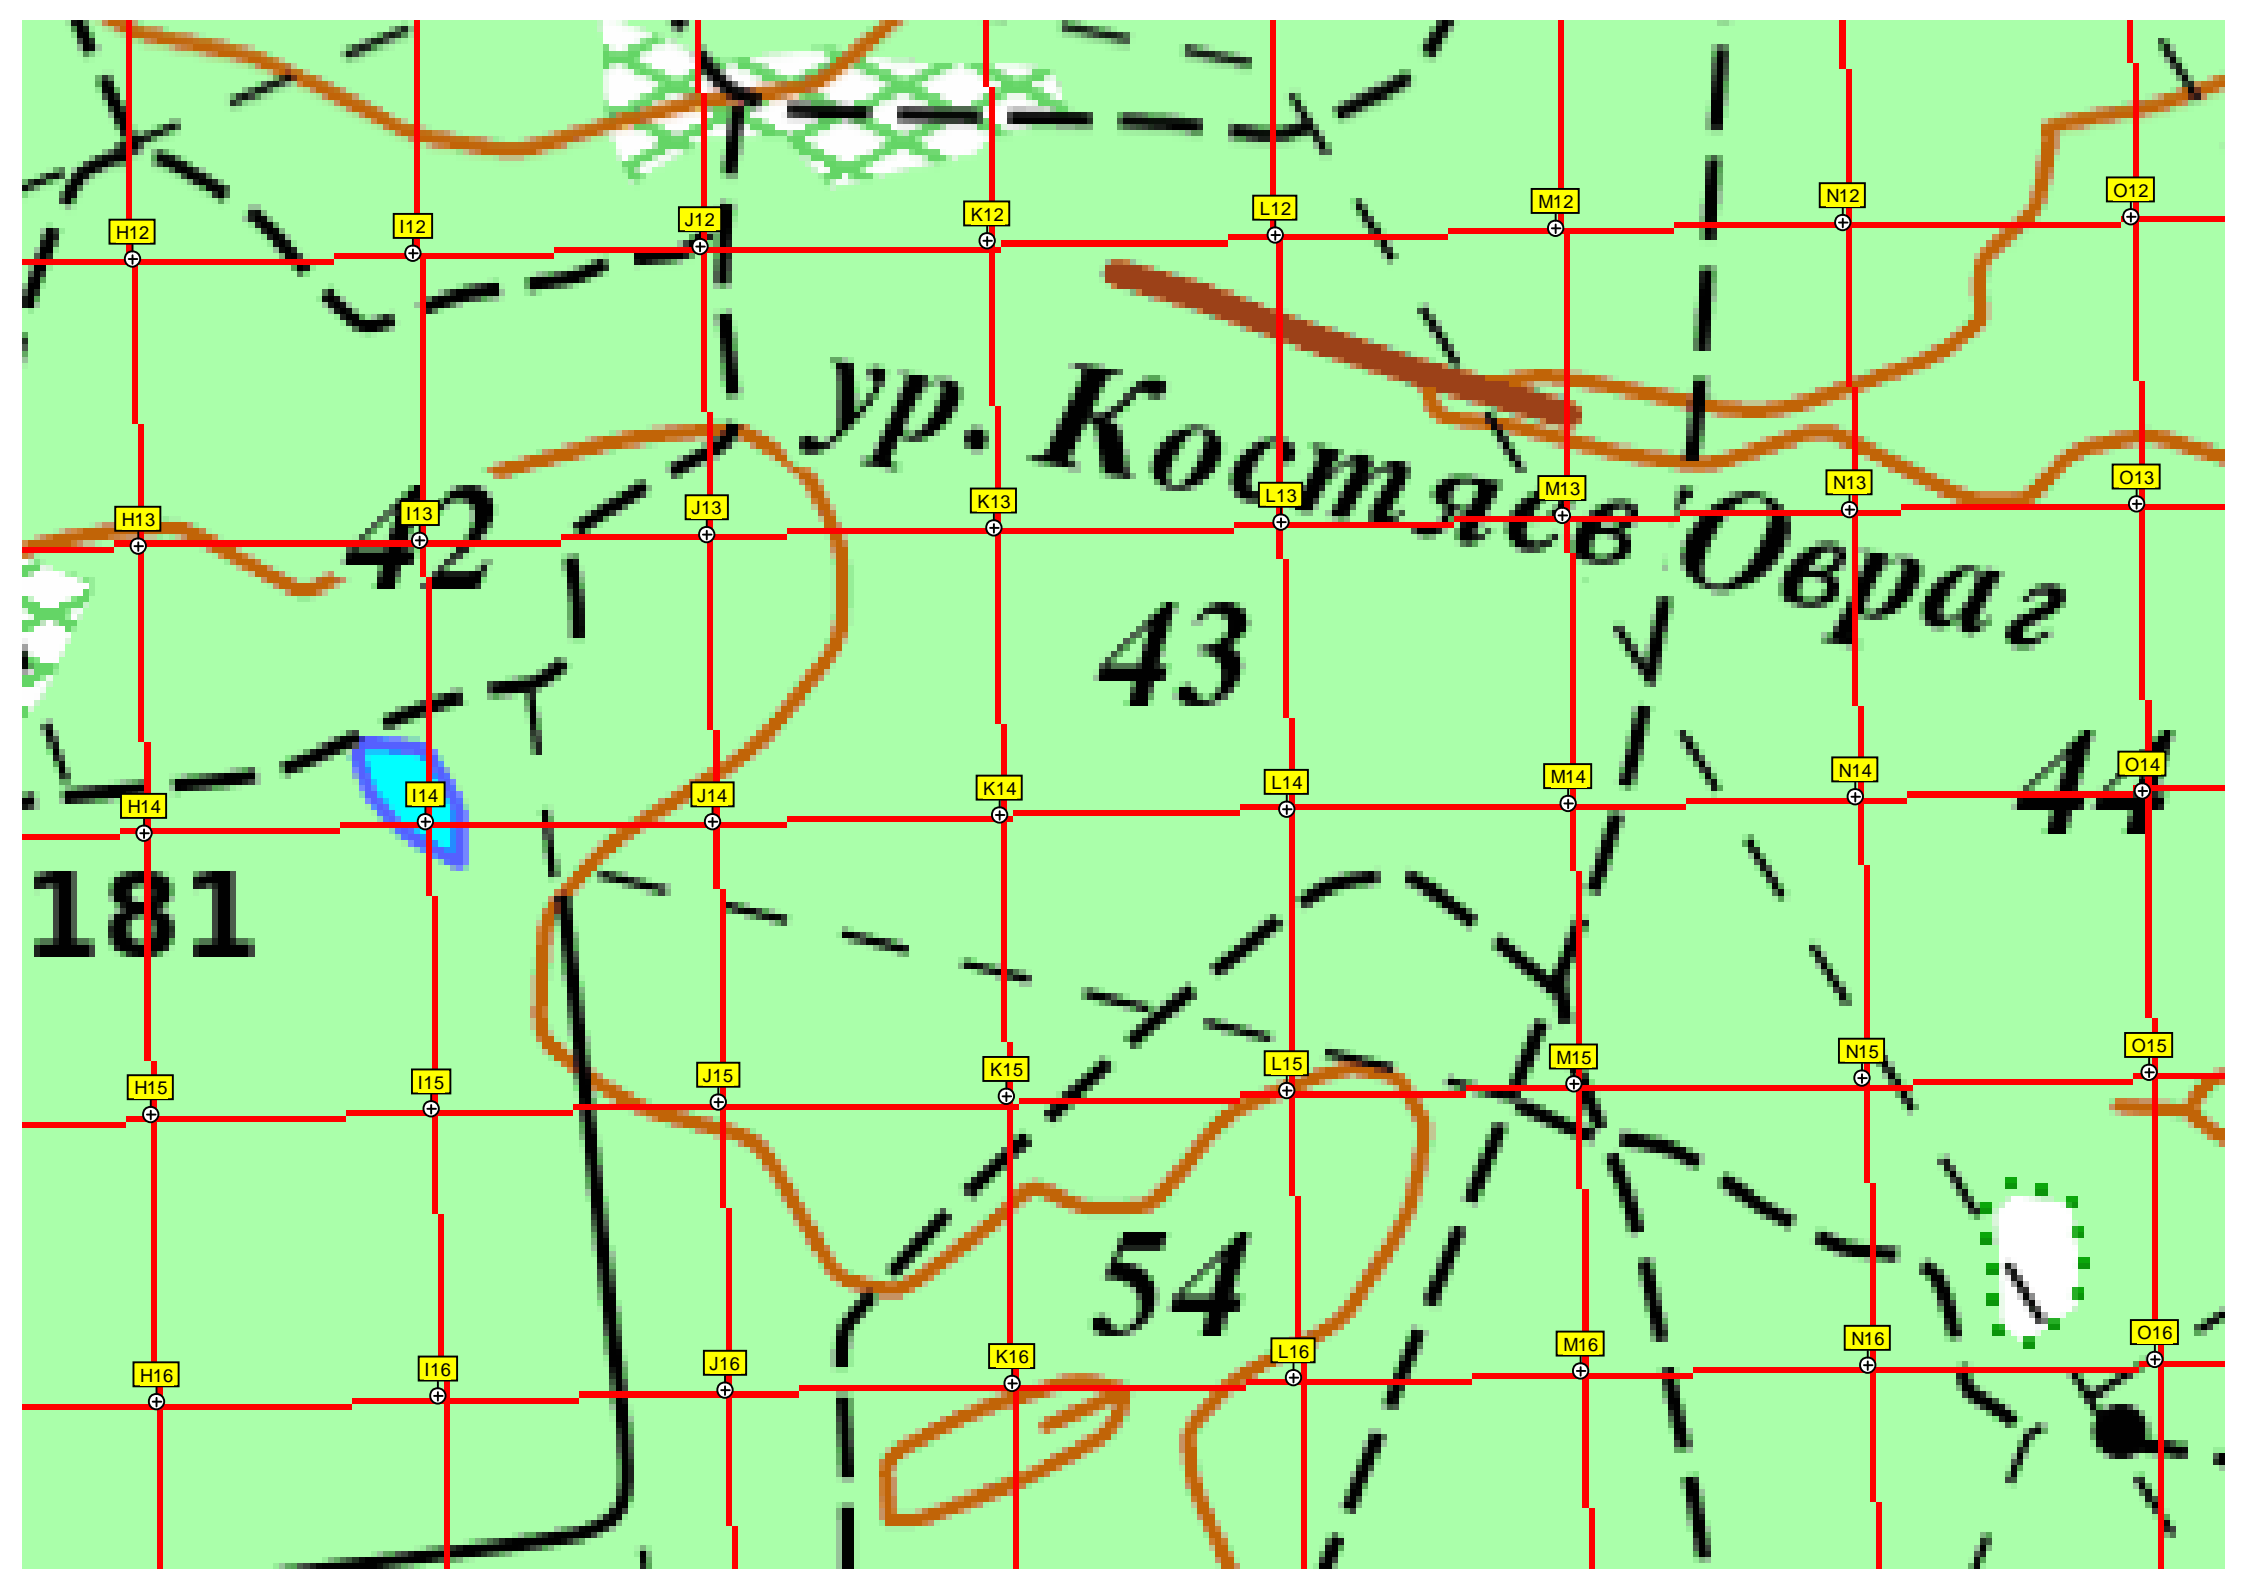 H12 I12 J12 K12 L12 M12 N12 O12
ур. Костяев Овраг
42
H13 I13 J13 K13 L13 M13 N13 O13
43
44
H14 I14 J14 K14 L14 M14 N14 O14
181
H15 I15 J15 K15 L15 M15 N15 O15
54
H16 I16 J16 K16 L16 M16 N16 O16